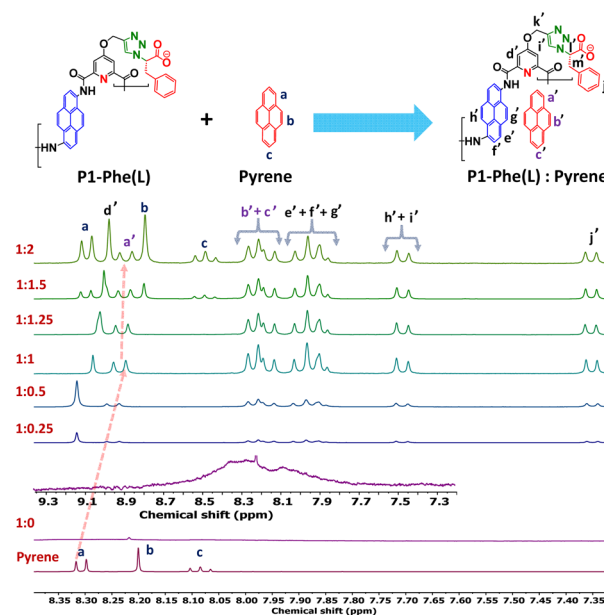 O
N
N
N
O
O⊖
N
O
O
NH
HN
P1-Phe(L)
+
a
b
c
Pyrene
k'
O
N
N
N
O
O⊖
d'
i'
l'
m'
j'
N
O
O
NH
a'
b'
c'
h'
g'
e'
f'
HN
P1-Phe(L) : Pyrene
a
d'
a'
b
c
b' + c'
e' + f' + g'
h' + i'
j'
1:2
1:1.5
1:1.25
1:1
1:0.5
1:0.25
9.3 9.1 8.9 8.7 8.5 8.3 8.1 7.9 7.7 7.5 7.3
Chemical shift (ppm)
1:0
Pyrene
a
b
c
8.35 8.30 8.25 8.20 8.15 8.10 8.05 8.00 7.95 7.90 7.85 7.80 7.75 7.70 7.65 7.60 7.55 7.50 7.45 7.40 7.35
Chemical shift (ppm)